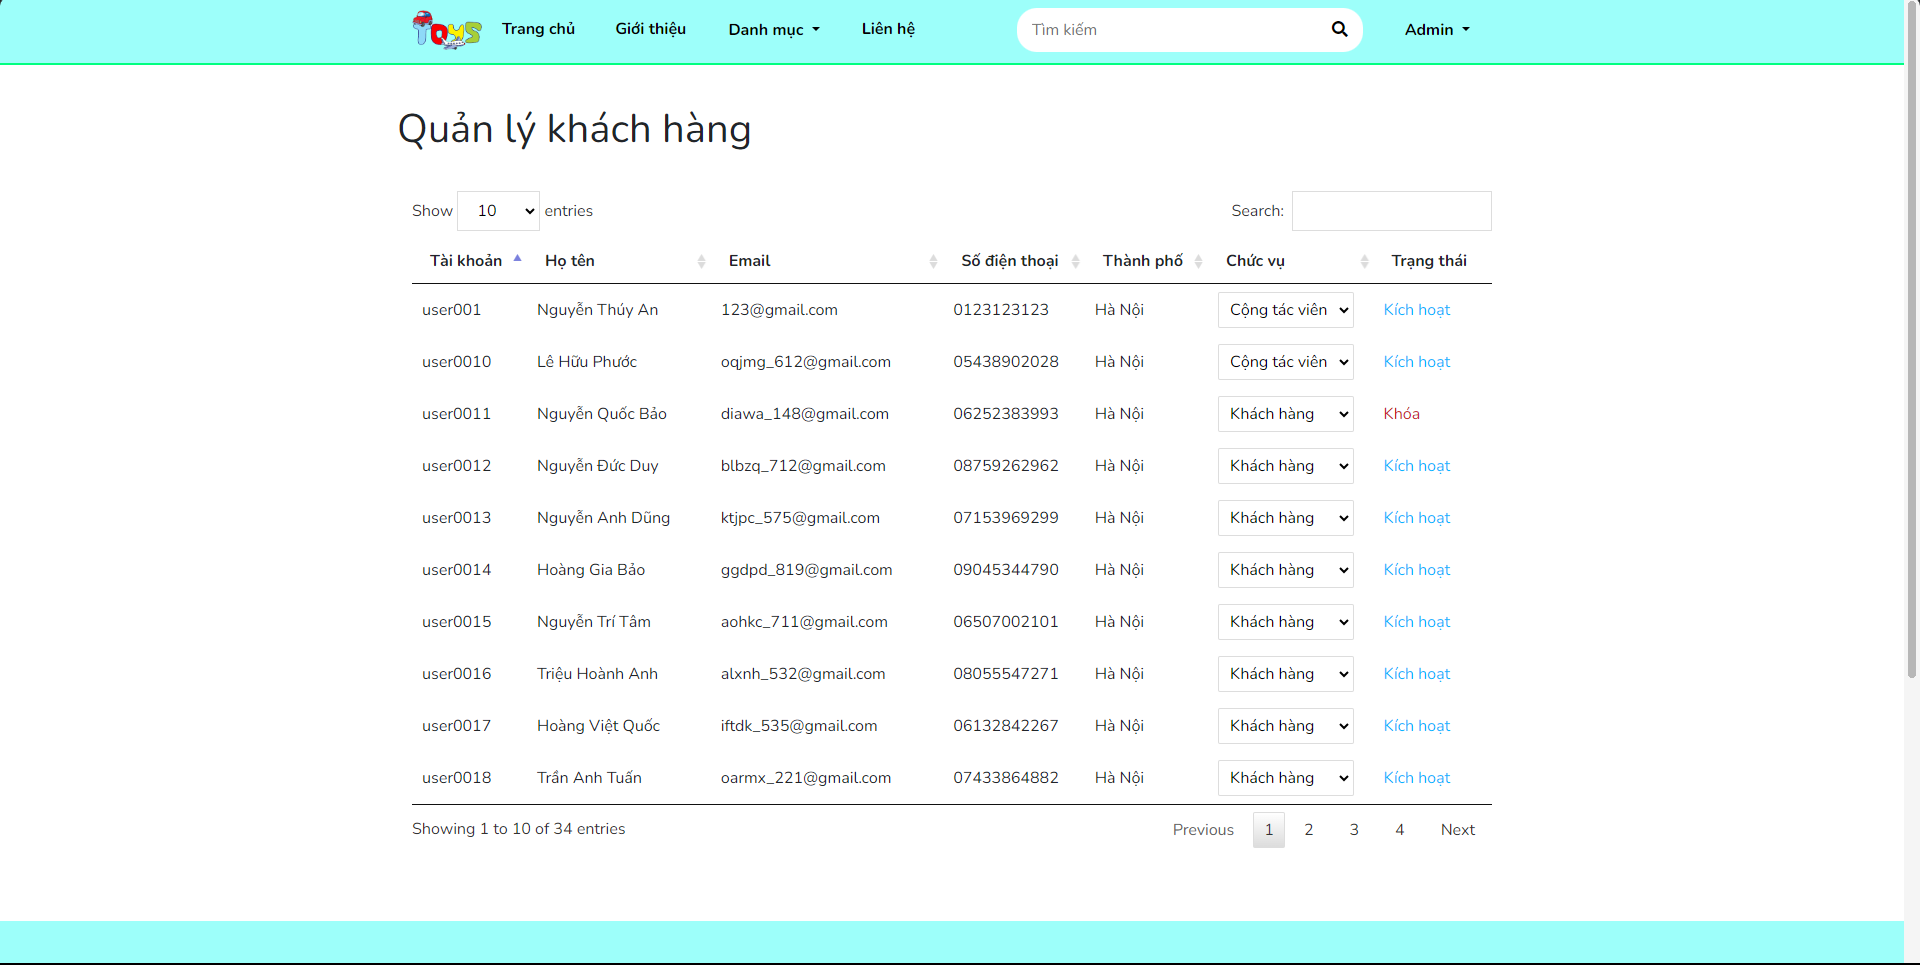 TOYS Trang chủ Giới thiệu Danh mục Liên hệ Tìm kiếm Admin
Quản lý khách hàng
Show 10 entries Search:
Tài khoản Họ tên Email Số điện thoại Thành phố Chức vụ Trạng thái
user001 Nguyễn Thúy An 123@gmail.com 0123123123 Hà Nội Cộng tác viên Kích hoạt
user0010 Lê Hữu Phước oqjmg_612@gmail.com 05438902028 Hà Nội Cộng tác viên Kích hoạt
user0011 Nguyễn Quốc Bảo diawa_148@gmail.com 06252383993 Hà Nội Khách hàng Khóa
user0012 Nguyễn Đức Duy blbzq_712@gmail.com 08759262962 Hà Nội Khách hàng Kích hoạt
user0013 Nguyễn Anh Dũng ktjpc_575@gmail.com 07153969299 Hà Nội Khách hàng Kích hoạt
user0014 Hoàng Gia Bảo ggdpd_819@gmail.com 09045344790 Hà Nội Khách hàng Kích hoạt
user0015 Nguyễn Trí Tâm aohkc_711@gmail.com 06507002101 Hà Nội Khách hàng Kích hoạt
user0016 Triệu Hoành Anh alxnh_532@gmail.com 08055547271 Hà Nội Khách hàng Kích hoạt
user0017 Hoàng Việt Quốc iftdk_535@gmail.com 06132842267 Hà Nội Khách hàng Kích hoạt
user0018 Trần Anh Tuấn oarmx_221@gmail.com 07433864882 Hà Nội Khách hàng Kích hoạt
Showing 1 to 10 of 34 entries Previous 1 2 3 4 Next